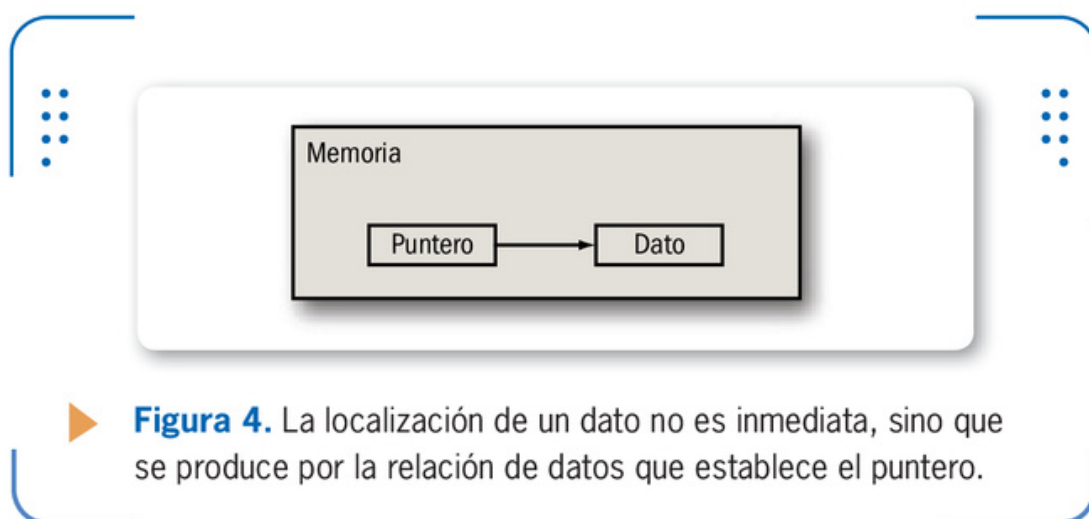 Memoria
Puntero
Dato
Figura 4. La localización de un dato no es inmediata, sino que
se produce por la relación de datos que establece el puntero.